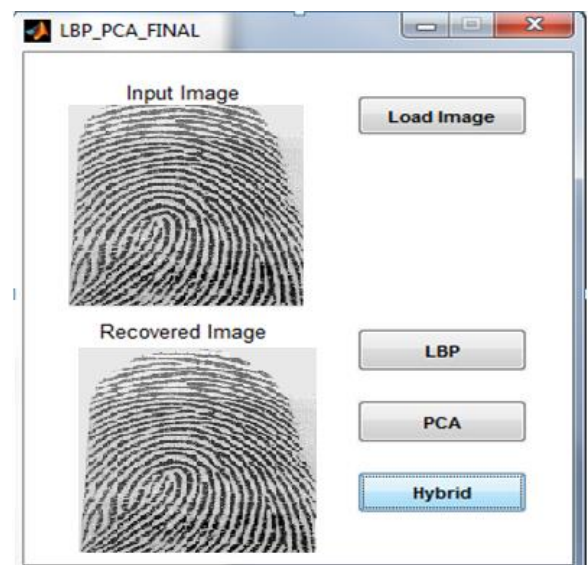 LBP_PCA_FINAL
Input Image
Load Image
Recovered Image
LBP
PCA
Hybrid